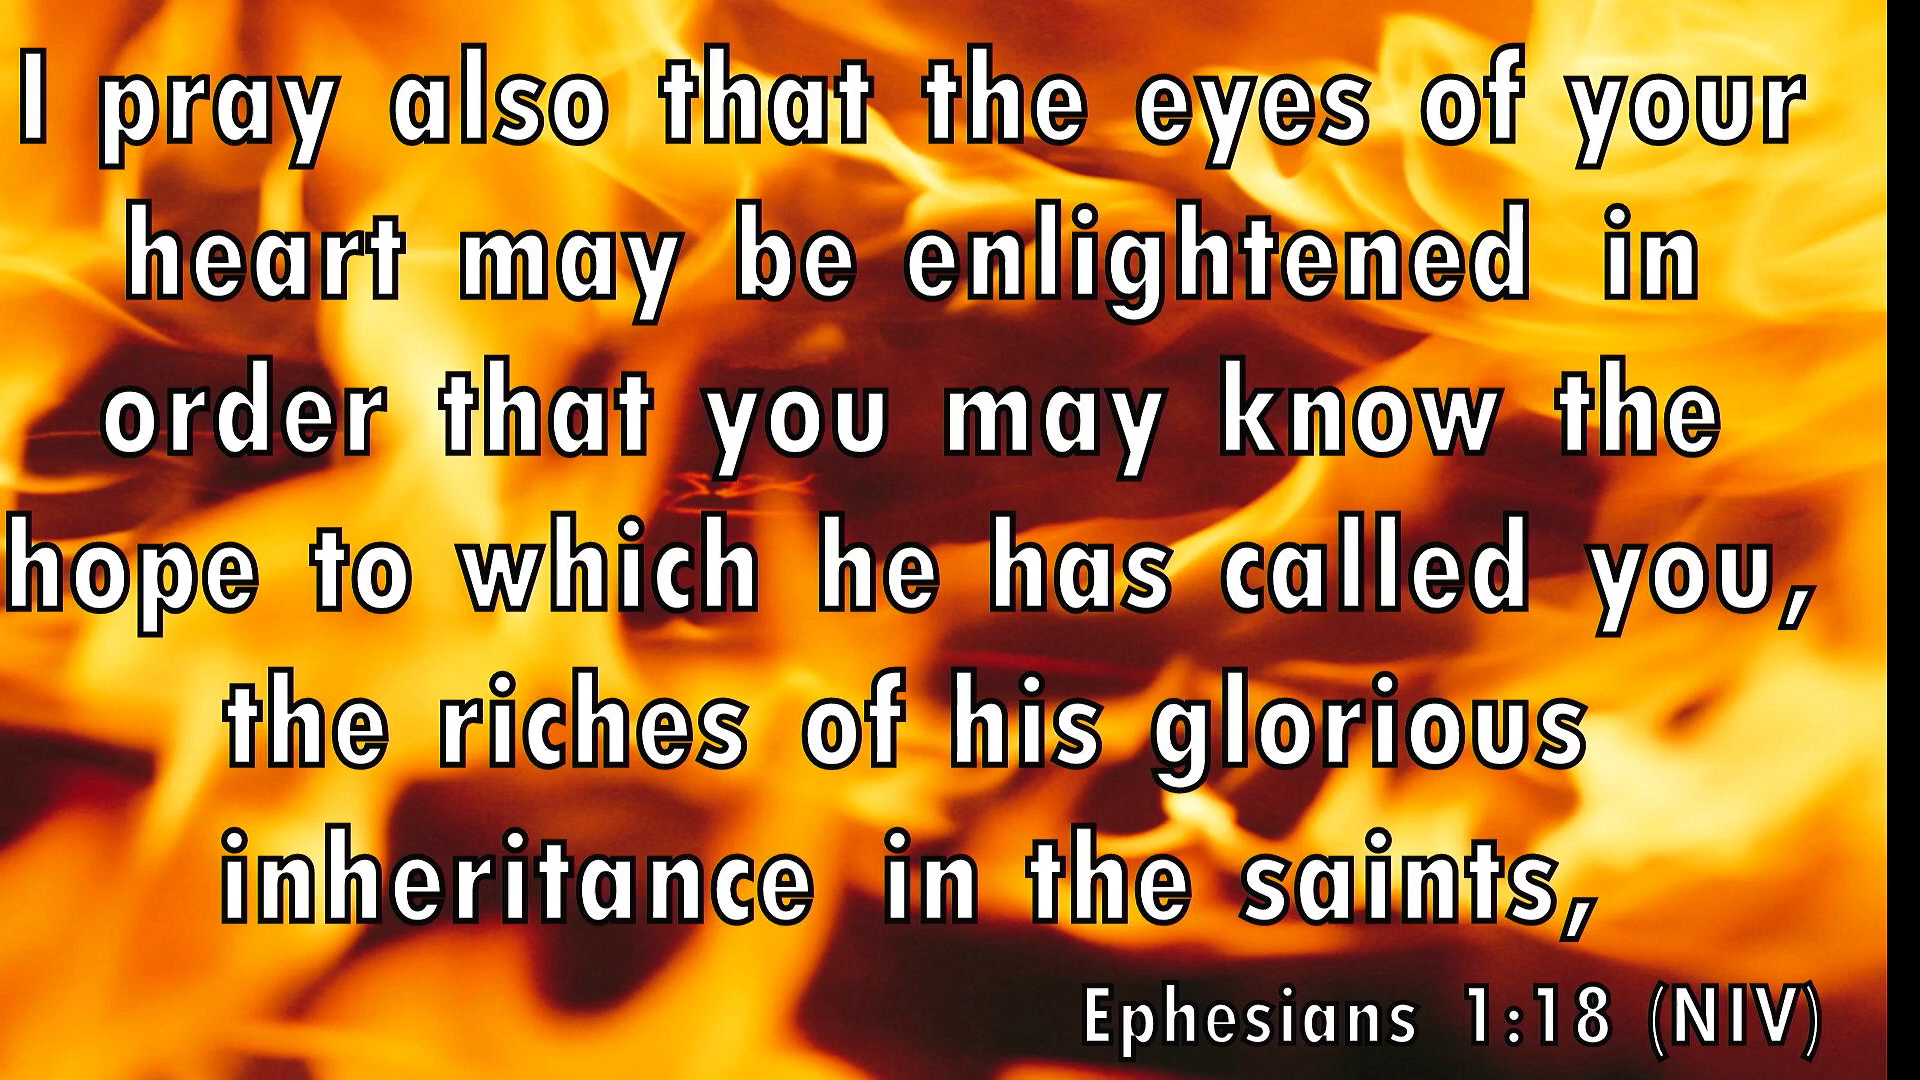 I pray also that the eyes of your
heart may be enlightened in
order that you may know the
hope to which he has called you,
the riches of his glorious
inheritance in the saints,
Ephesians 1:18 (NIV)